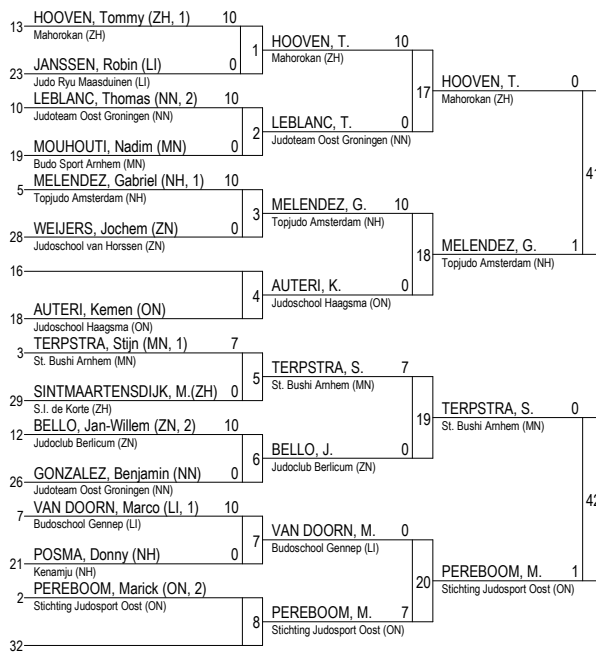 13 HOOVEN, Tommy (ZH, 1) 10
Mahorokan (ZH)
1
23 JANSSEN, Robin (LI) 0
Judo Ryu Maasduinen (LI)
HOOVEN, T. 10
Mahorokan (ZH)
17
10 LEBLANC, Thomas (NN, 2) 10
Judoteam Oost Groningen (NN)
2
19 MOUHOUTI, Nadim (MN) 0
Budo Sport Arnhem (MN)
LEBLANC, T. 0
Judoteam Oost Groningen (NN)
HOOVEN, T. 0
Mahorokan (ZH)
41
5 MELENDEZ, Gabriel (NH, 1) 10
Topjudo Amsterdam (NH)
3
28 WEIJERS, Jochem (ZN) 0
Judoschool van Horssen (ZN)
MELENDEZ, G. 10
Topjudo Amsterdam (NH)
18
16
4
18 AUTERI, Kemen (ON)
Judoschool Haagsma (ON)
AUTERI, K. 0
Judoschool Haagsma (ON)
MELENDEZ, G. 1
Topjudo Amsterdam (NH)
3 TERPSTRA, Stijn (MN, 1) 7
St. Bushi Arnhem (MN)
5
29 SINTMAARTENSDIJK, M.(ZH) 0
S.I. de Korte (ZH)
TERPSTRA, S. 7
St. Bushi Arnhem (MN)
19
12 BELLO, Jan-Willem (ZN, 2) 10
Judoclub Berlicum (ZN)
6
26 GONZALEZ, Benjamin (NN) 0
Judoteam Oost Groningen (NN)
BELLO, J. 0
Judoclub Berlicum (ZN)
TERPSTRA, S. 0
St. Bushi Arnhem (MN)
42
7 VAN DOORN, Marco (LI, 1) 10
Budoschool Gennep (LI)
7
21 POSMA, Donny (NH) 0
Kenamju (NH)
VAN DOORN, M. 0
Budoschool Gennep (LI)
20
2 PEREBOOM, Marick (ON, 2)
Stichting Judosport Oost (ON)
8
32
PEREBOOM, M. 7
Stichting Judosport Oost (ON)
PEREBOOM, M. 1
Stichting Judosport Oost (ON)